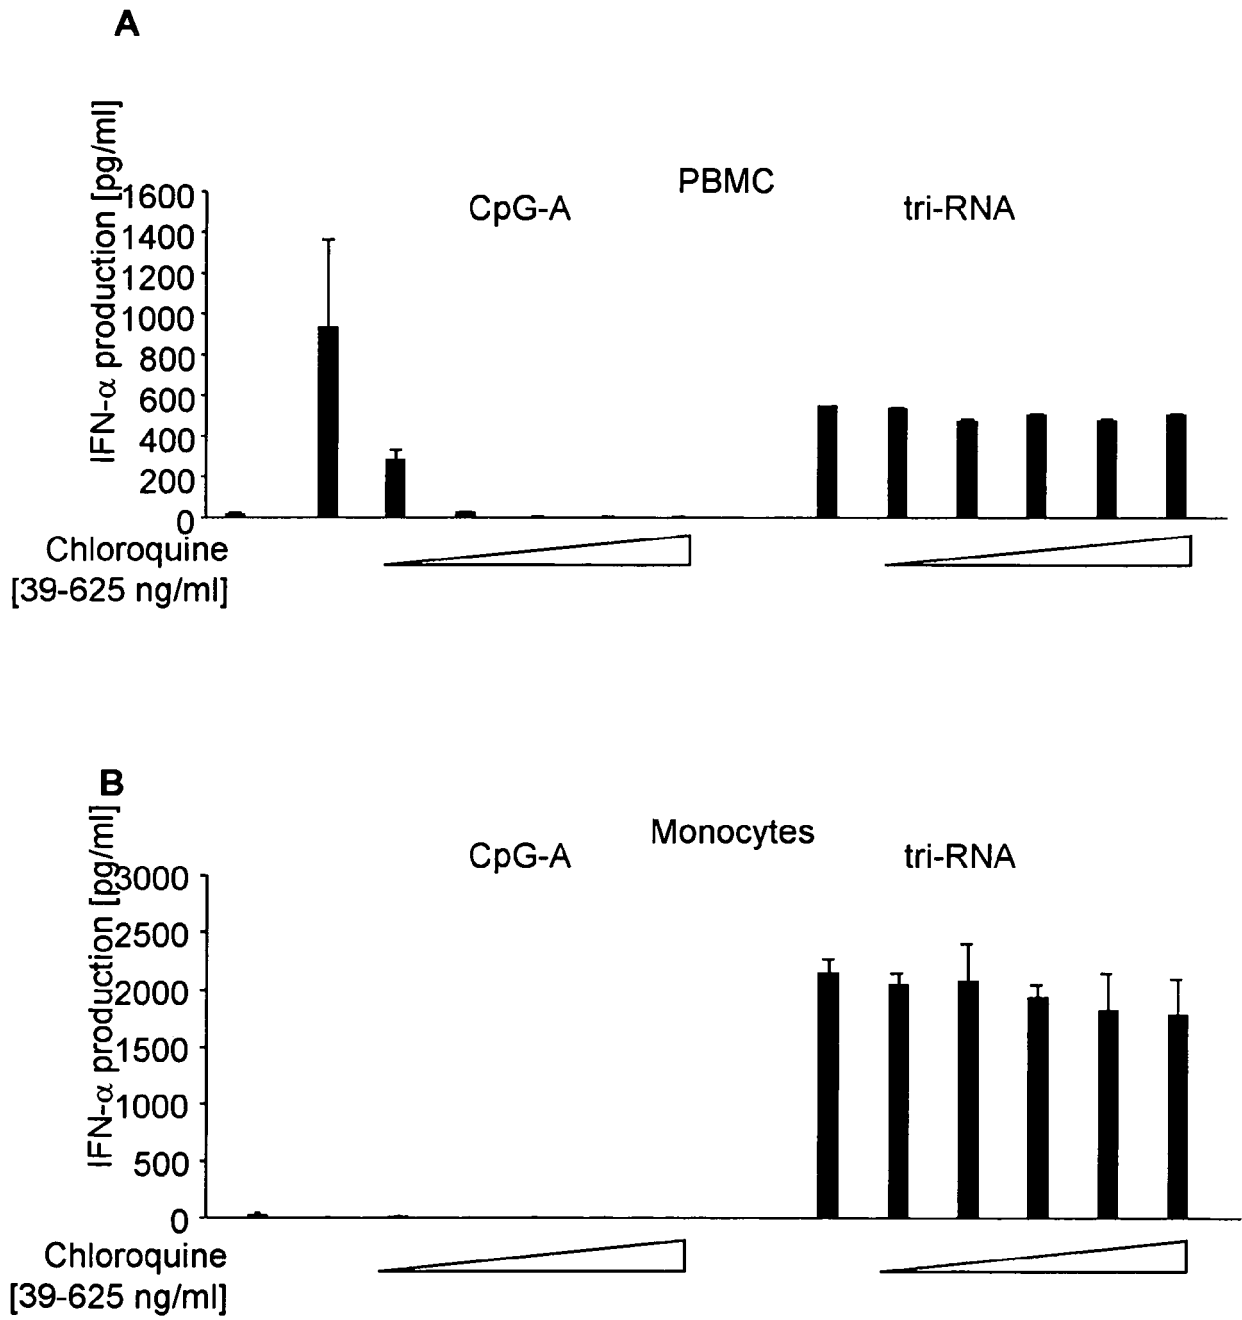 A
PBMC
CpG-A
tri-RNA
IFN-α production [pg/ml]
1600
1400
1200
1000
800
600
400
200
0
Chloroquine
[39-625 ng/ml]
B
Monocytes
CpG-A
tri-RNA
IFN-α production [pg/ml]
3000
2500
2000
1500
1000
500
0
Chloroquine
[39-625 ng/ml]